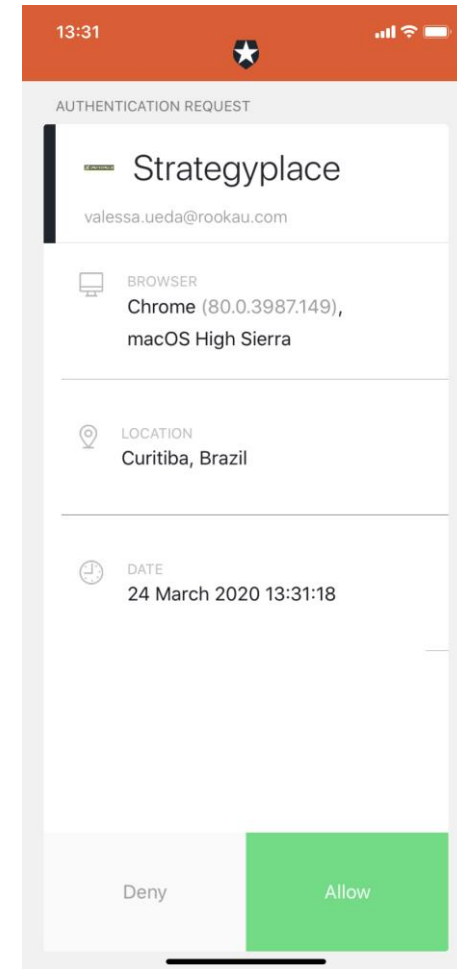 13:31
AUTHENTICATION REQUEST
Strategyplace
valessa.ueda@rookau.com
BROWSER
Chrome (80.0.3987.149),
macOS High Sierra
LOCATION
Curitiba, Brazil
DATE
24 March 2020 13:31:18
Deny
Allow